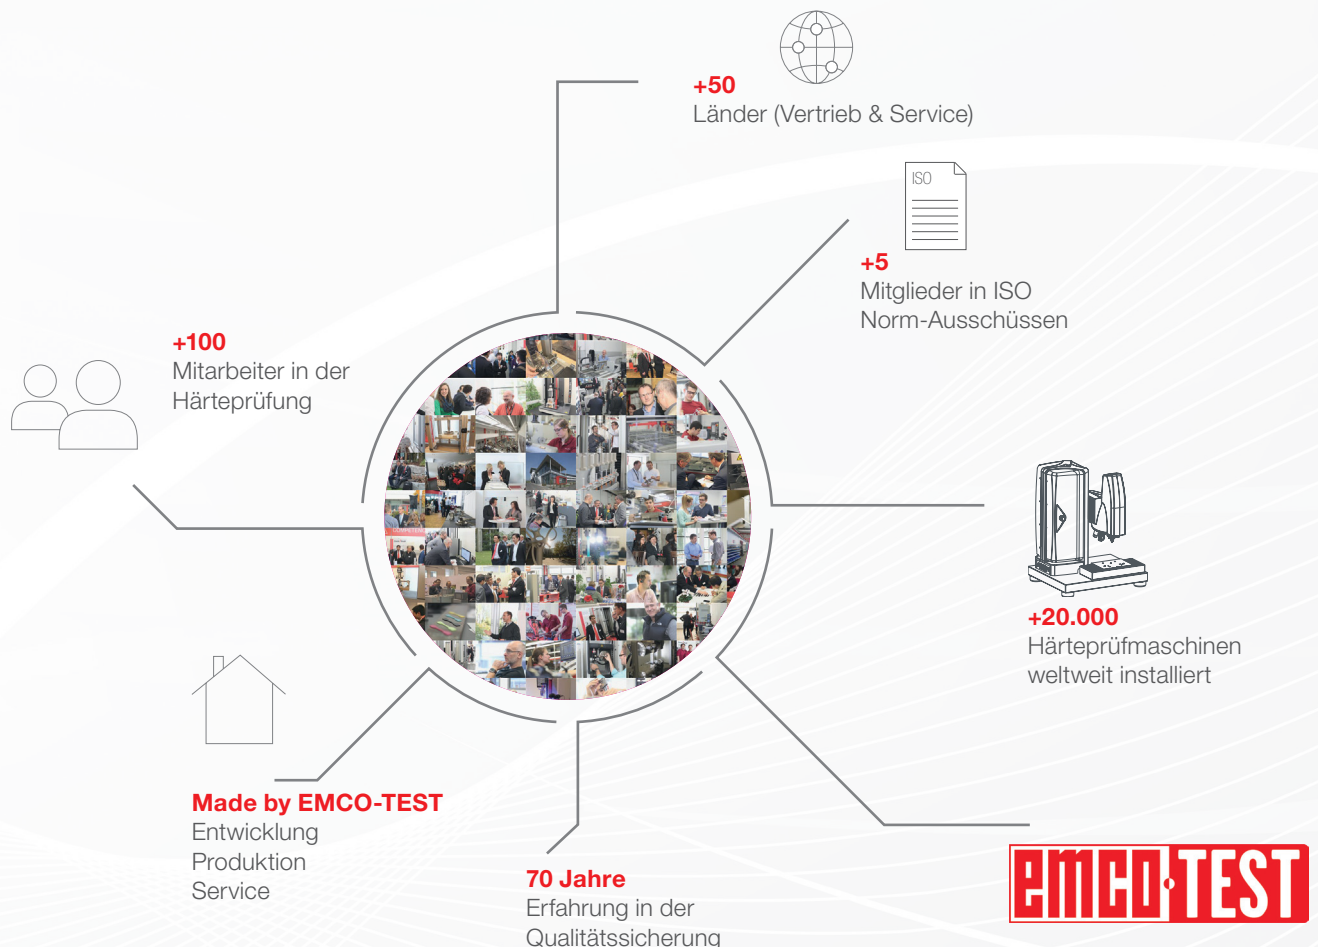 +50
Länder (Vertrieb & Service)
ISO
+5
Mitglieder in ISO
Norm-Ausschüssen
+100
Mitarbeiter in der
Härteprüfung
+20.000
Härteprüfmaschinen
weltweit installiert
Made by EMCO-TEST
Entwicklung
Produktion
Service
70 Jahre
Erfahrung in der
Qualitätssicherung
emco·TEST